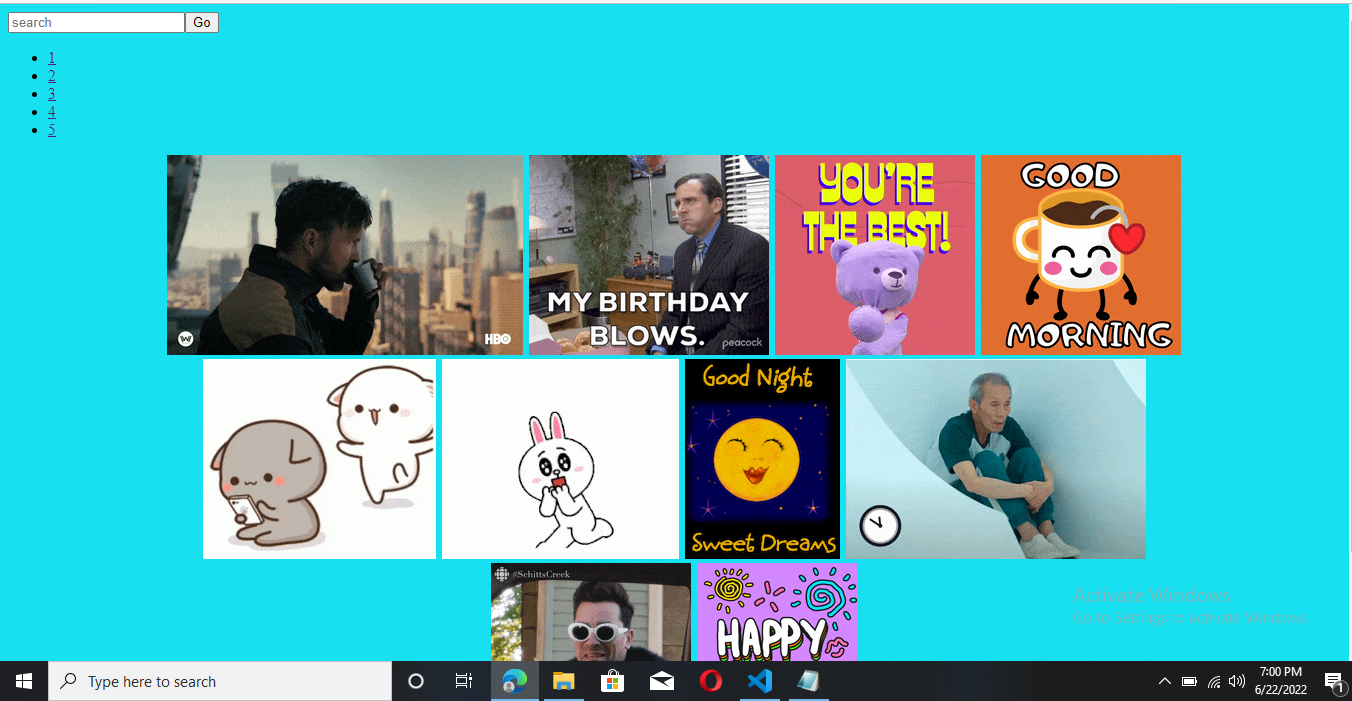 search Go
1
2
3
4
5
YOU'RE
THE BEST!
GOOD
MORNING
MY BIRTHDAY
BLOWS.
peacock
W
HBO
Good Night
Sweet Dreams
#SchittsCreek
HAPPY
Activate Windows
Go to Settings to activate Windows.
Type here to search
7:00 PM
6/22/2022
1